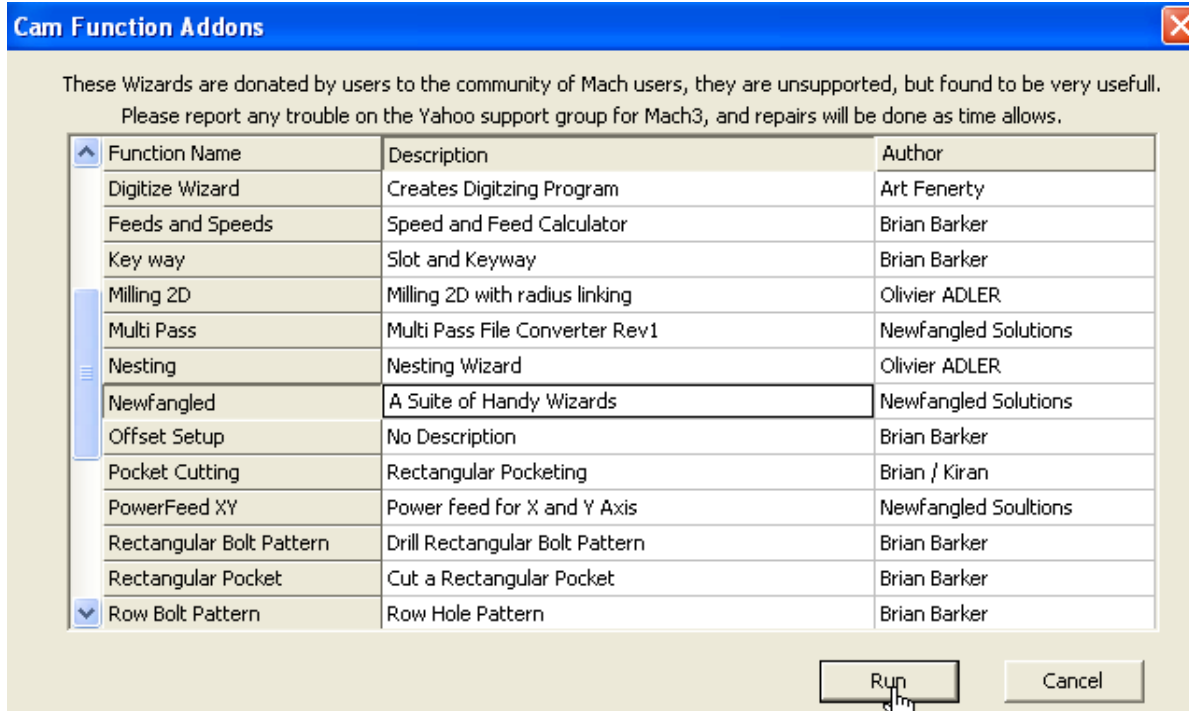 Cam Function Addons
These Wizards are donated by users to the community of Mach users, they are unsupported, but found to be very usefull.
Please report any trouble on the Yahoo support group for Mach3, and repairs will be done as time allows.
Function Name Description Author
Digitize Wizard Creates Digitzing Program Art Fenerty
Feeds and Speeds Speed and Feed Calculator Brian Barker
Key way Slot and Keyway Brian Barker
Milling 2D Milling 2D with radius linking Olivier ADLER
Multi Pass Multi Pass File Converter Rev1 Newfangled Solutions
Nesting Nesting Wizard Olivier ADLER
Newfangled A Suite of Handy Wizards Newfangled Solutions
Offset Setup No Description Brian Barker
Pocket Cutting Rectangular Pocketing Brian / Kiran
PowerFeed XY Power feed for X and Y Axis Newfangled Soultions
Rectangular Bolt Pattern Drill Rectangular Bolt Pattern Brian Barker
Rectangular Pocket Cut a Rectangular Pocket Brian Barker
Row Bolt Pattern Row Hole Pattern Brian Barker
Run Cancel